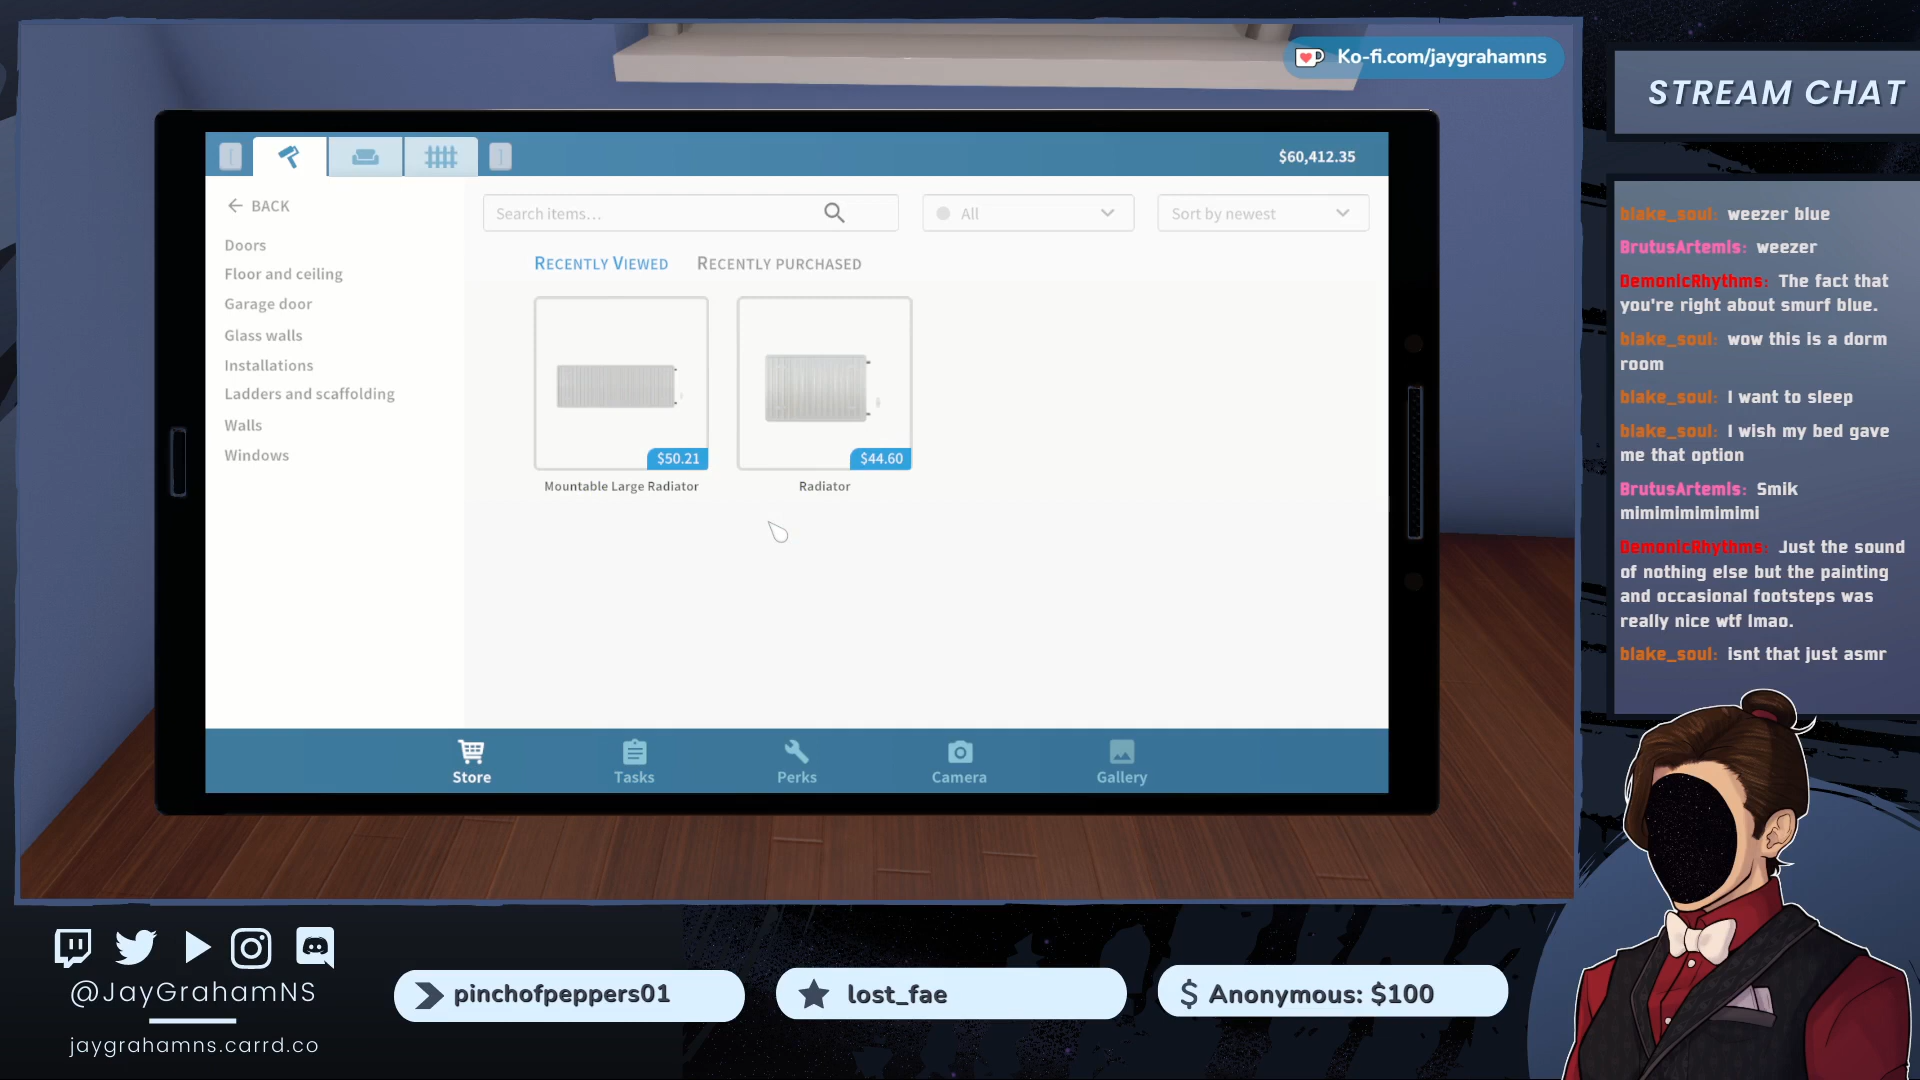 Ko-fi.com/jaygrahamns
STREAM CHAT
$60,412.35
BACK
Search items...
All
Sort by newest
Doors
Floor and ceiling
Garage door
Glass walls
Installations
Ladders and scaffolding
Walls
Windows
RECENTLY VIEWED
RECENTLY PURCHASED
$50.21
$44.60
Mountable Large Radiator
Radiator
Store
Tasks
Perks
Camera
Gallery
blake_soul: weezer blue
BrutusArtemis: weezer
DemonicRhythms: The fact that
you're right about smurf blue.
blake_soul: wow this is a dorm
room
blake_soul: I want to sleep
blake_soul: I wish my bed gave
me that option
BrutusArtemis: Smik
mimimimimimimi
DemonicRhythms: Just the sound
of nothing else but the painting
and occasional footsteps was
really nice wtf lmao.
blake_soul: isnt that just asmr
@JayGrahamNS
jaygrahamns.carrd.co
pinchofpeppers01
lost_fae
$ Anonymous: $100